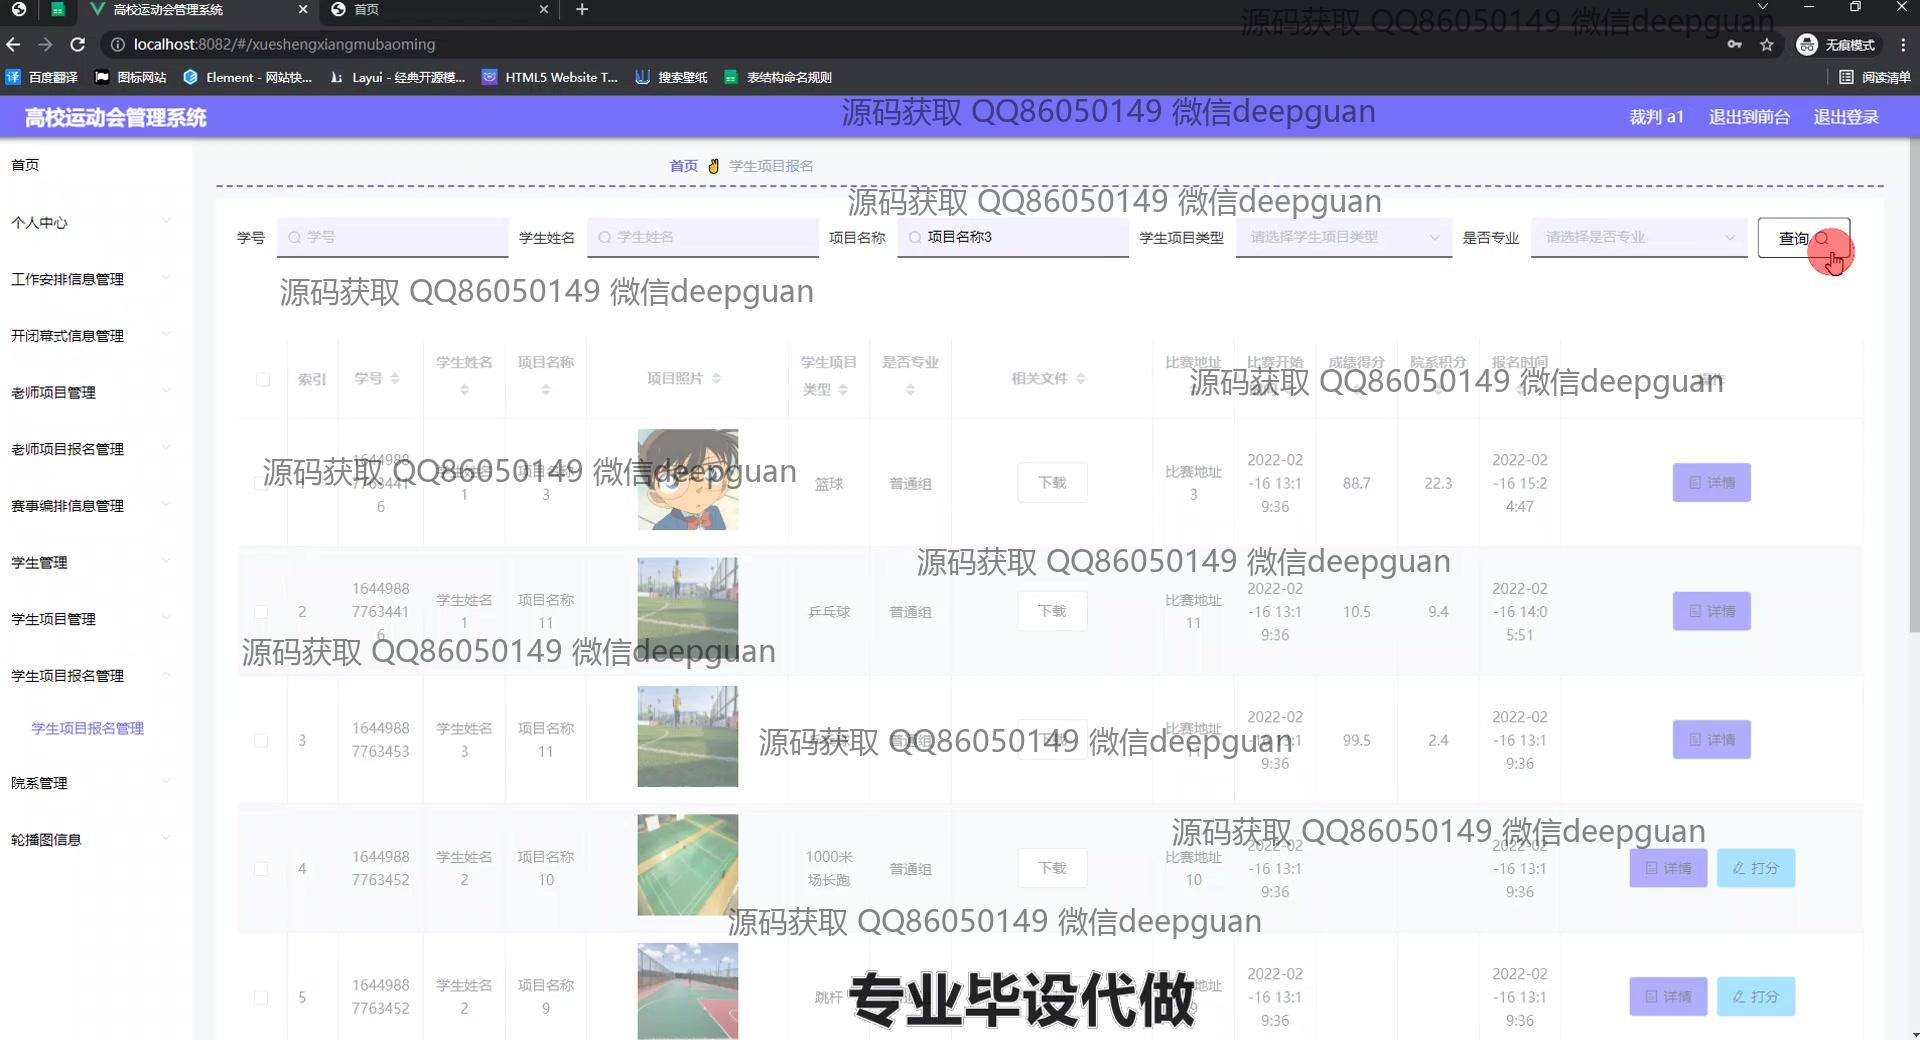 高校运动会管理系统
首页
localhost:8082/#/xueshengxiangmubaoming
无痕模式
百度翻译
图标网站
Element - 网站快...
Layui - 经典开源模...
HTML5 Website T...
搜索壁纸
表结构命名规则
阅读清单
源码获取 QQ86050149 微信deepguan
高校运动会管理系统
源码获取 QQ86050149 微信deepguan
裁判 a1
退出到前台
退出登录
首页
个人中心
工作安排信息管理
开闭幕式信息管理
老师项目管理
老师项目报名管理
赛事编排信息管理
学生管理
学生项目管理
学生项目报名管理
学生项目报名管理
院系管理
轮播图信息
首页 学生项目报名
源码获取 QQ86050149 微信deepguan
学号 学号
学生姓名 学生姓名
项目名称 项目名称3
学生项目类型 请选择学生项目类型
是否专业 请选择是否专业
查询
源码获取 QQ86050149 微信deepguan
索引
学号
学生姓名
项目名称
项目照片
学生项目类型
是否专业
相关文件
比赛地址
比赛开始
成绩得分
院系积分
报名时间
源码获取 QQ86050149 微信deepguan
源码获取 QQ86050149 微信deepguan
1 1644988 7763441 6 学生姓名 1 项目名称 3 篮球 普通组 下载 比赛地址 3 2022-02-16 13:19:36 88.7 22.3 2022-02-16 15:24:47 详情
源码获取 QQ86050149 微信deepguan
2 1644988 7763441 6 学生姓名 1 项目名称 11 乒乓球 普通组 下载 比赛地址 11 2022-02-16 13:19:36 10.5 9.4 2022-02-16 14:05:51 详情
源码获取 QQ86050149 微信deepguan
3 1644988 7763453 学生姓名 3 项目名称 11 普通组 比赛地址 11 2022-02-16 13:19:36 99.5 2.4 2022-02-16 13:19:36 详情
源码获取 QQ86050149 微信deepguan
源码获取 QQ86050149 微信deepguan
4 1644988 7763452 学生姓名 2 项目名称 10 1000米场长跑 普通组 下载 比赛地址 10 2022-02-16 13:19:36 2022-02-16 13:19:36 详情 打分
源码获取 QQ86050149 微信deepguan
5 1644988 7763452 学生姓名 2 项目名称 9 跳杆 2022-02-16 13:19:36 2022-02-16 13:19:36 详情 打分
专业毕设代做